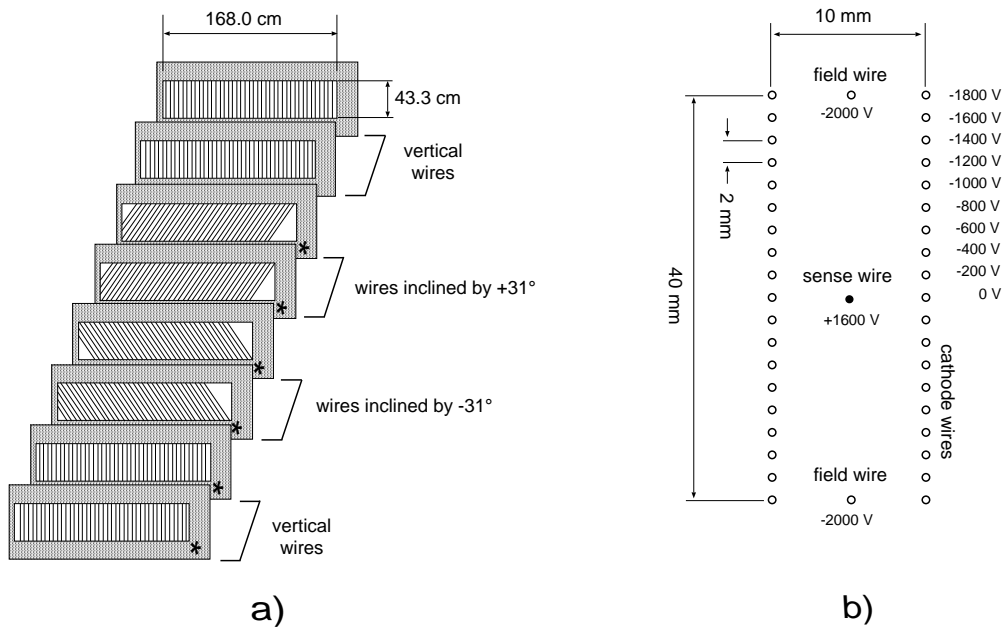 168.0 cm
43.3 cm
vertical
wires
*
*
wires inclined by +31°
*
*
wires inclined by -31°
*
*
vertical
wires
a)
10 mm
field wire
-2000 V
-1800 V
-1600 V
-1400 V
-1200 V
-1000 V
-800 V
-600 V
-400 V
-200 V
0 V
2 mm
40 mm
sense wire
+1600 V
cathode wires
field wire
-2000 V
b)